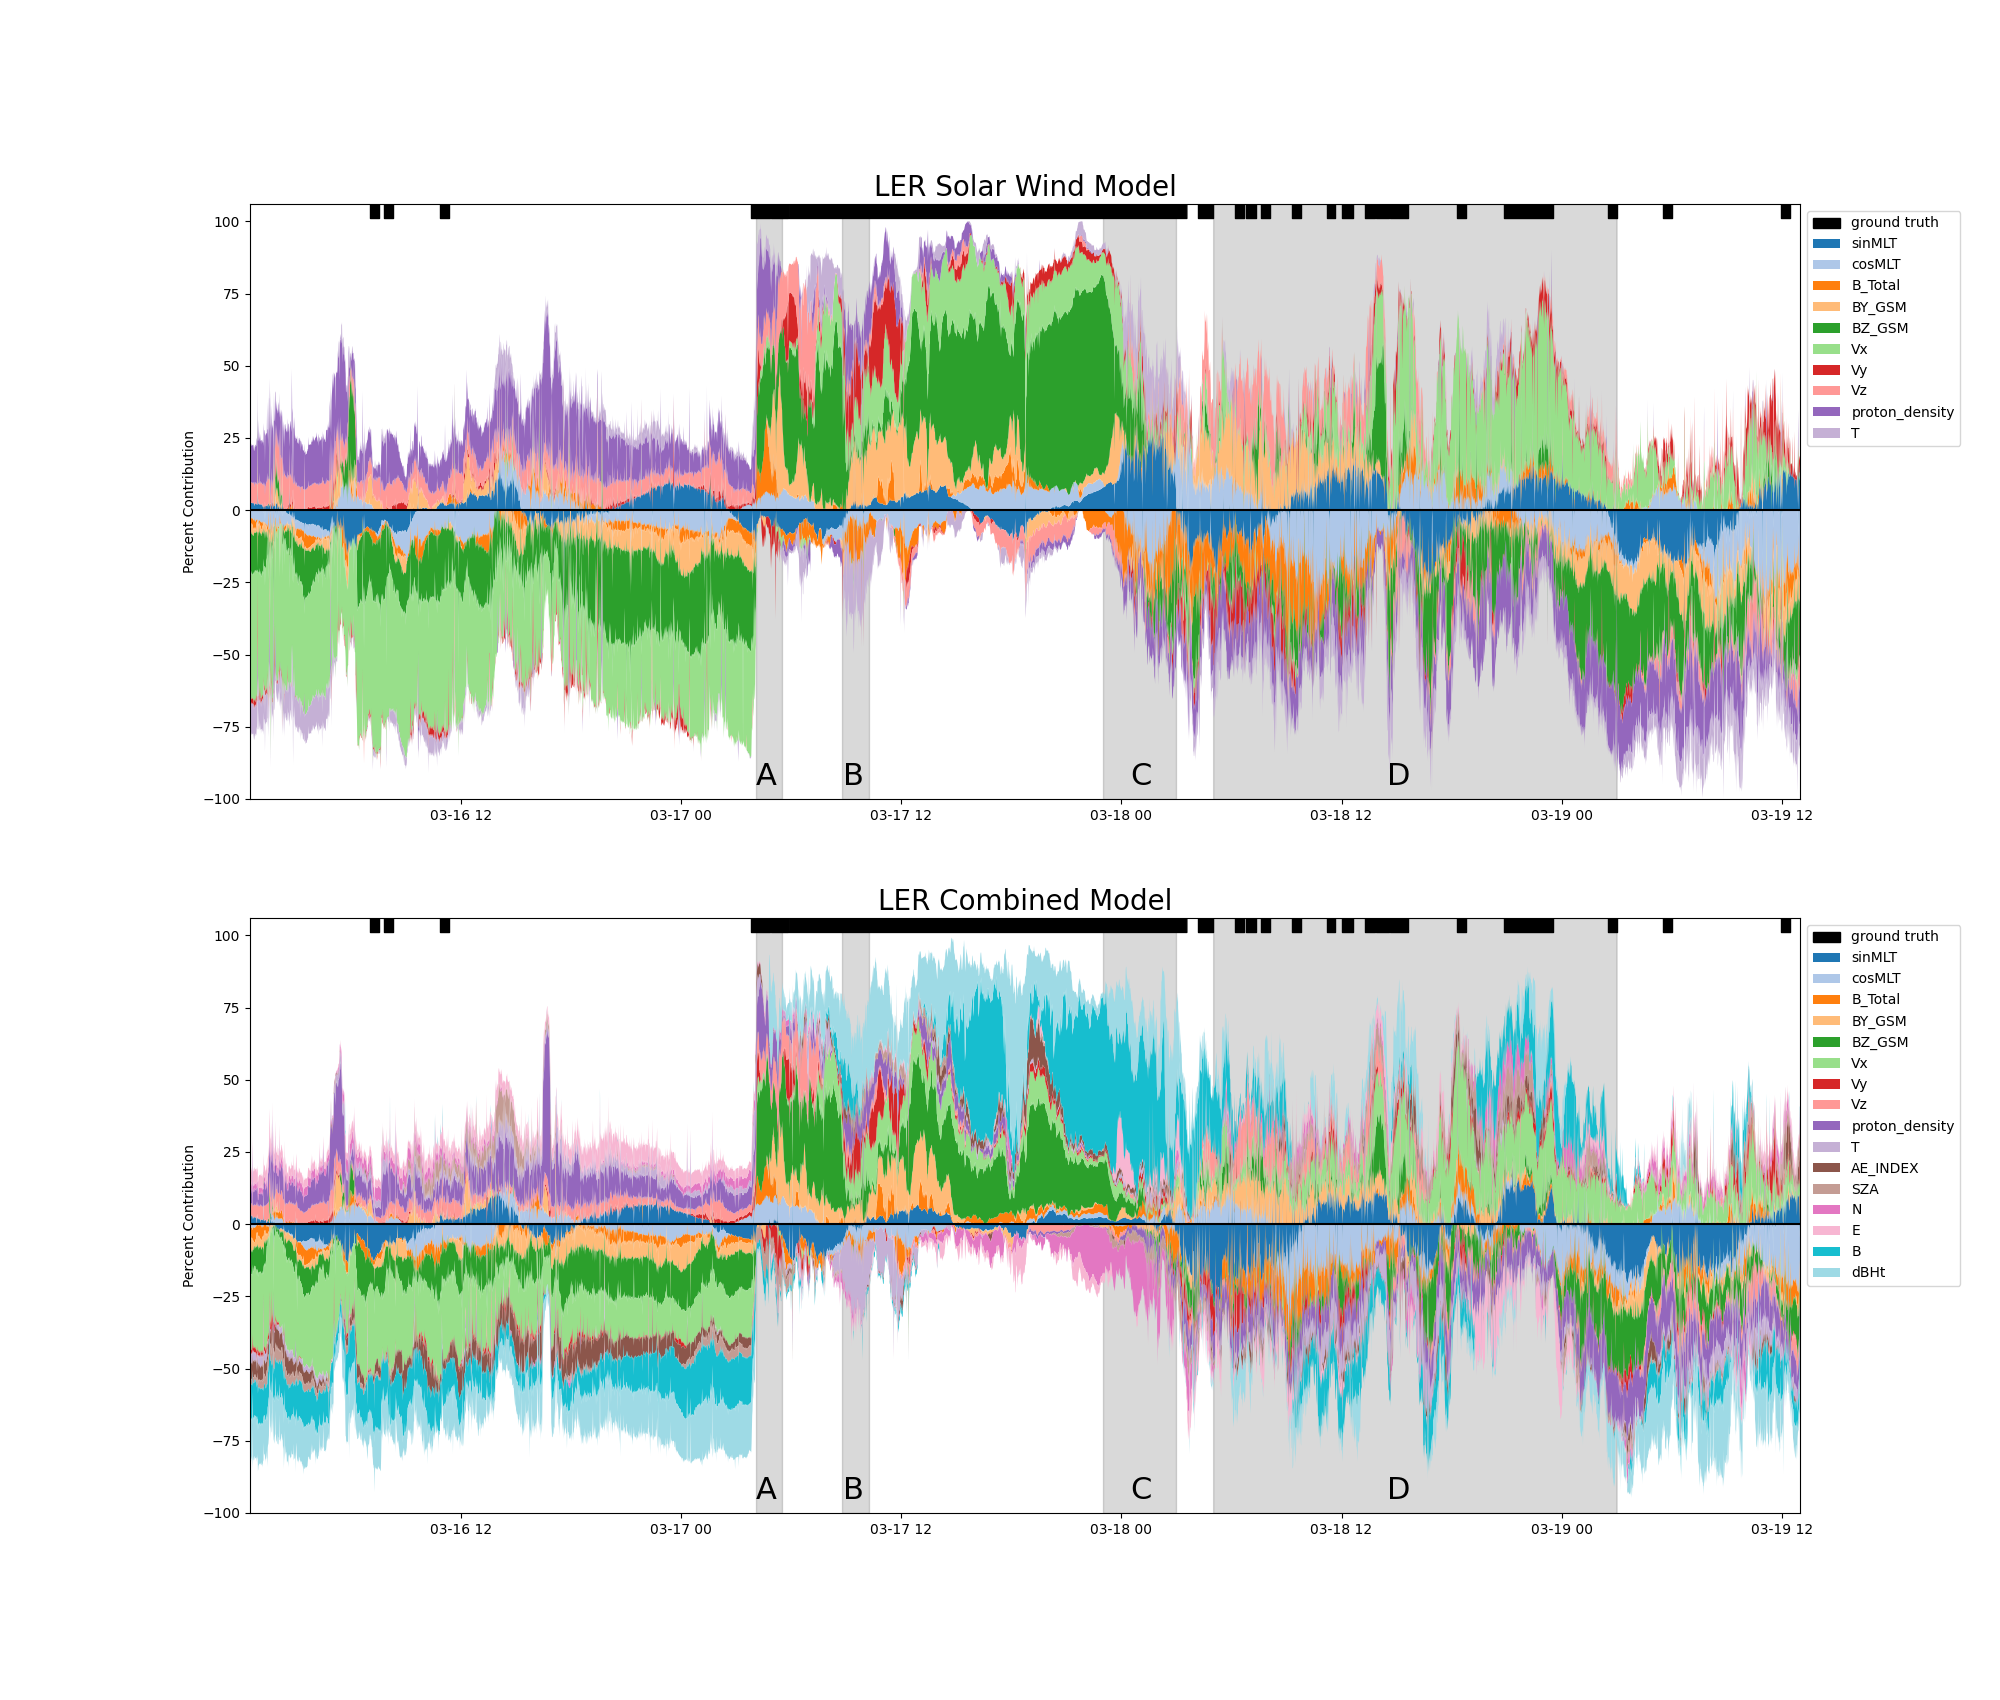 LER Solar Wind Model
Percent Contribution
100
75
50
25
0
−25
−50
−75
−100
A
B
C
D
03-16 12
03-17 00
03-17 12
03-18 00
03-18 12
03-19 00
03-19 12
ground truth
sinMLT
cosMLT
B_Total
BY_GSM
BZ_GSM
Vx
Vy
Vz
proton_density
T
LER Combined Model
Percent Contribution
100
75
50
25
0
−25
−50
−75
−100
A
B
C
D
03-16 12
03-17 00
03-17 12
03-18 00
03-18 12
03-19 00
03-19 12
ground truth
sinMLT
cosMLT
B_Total
BY_GSM
BZ_GSM
Vx
Vy
Vz
proton_density
T
AE_INDEX
SZA
N
E
B
dBHt